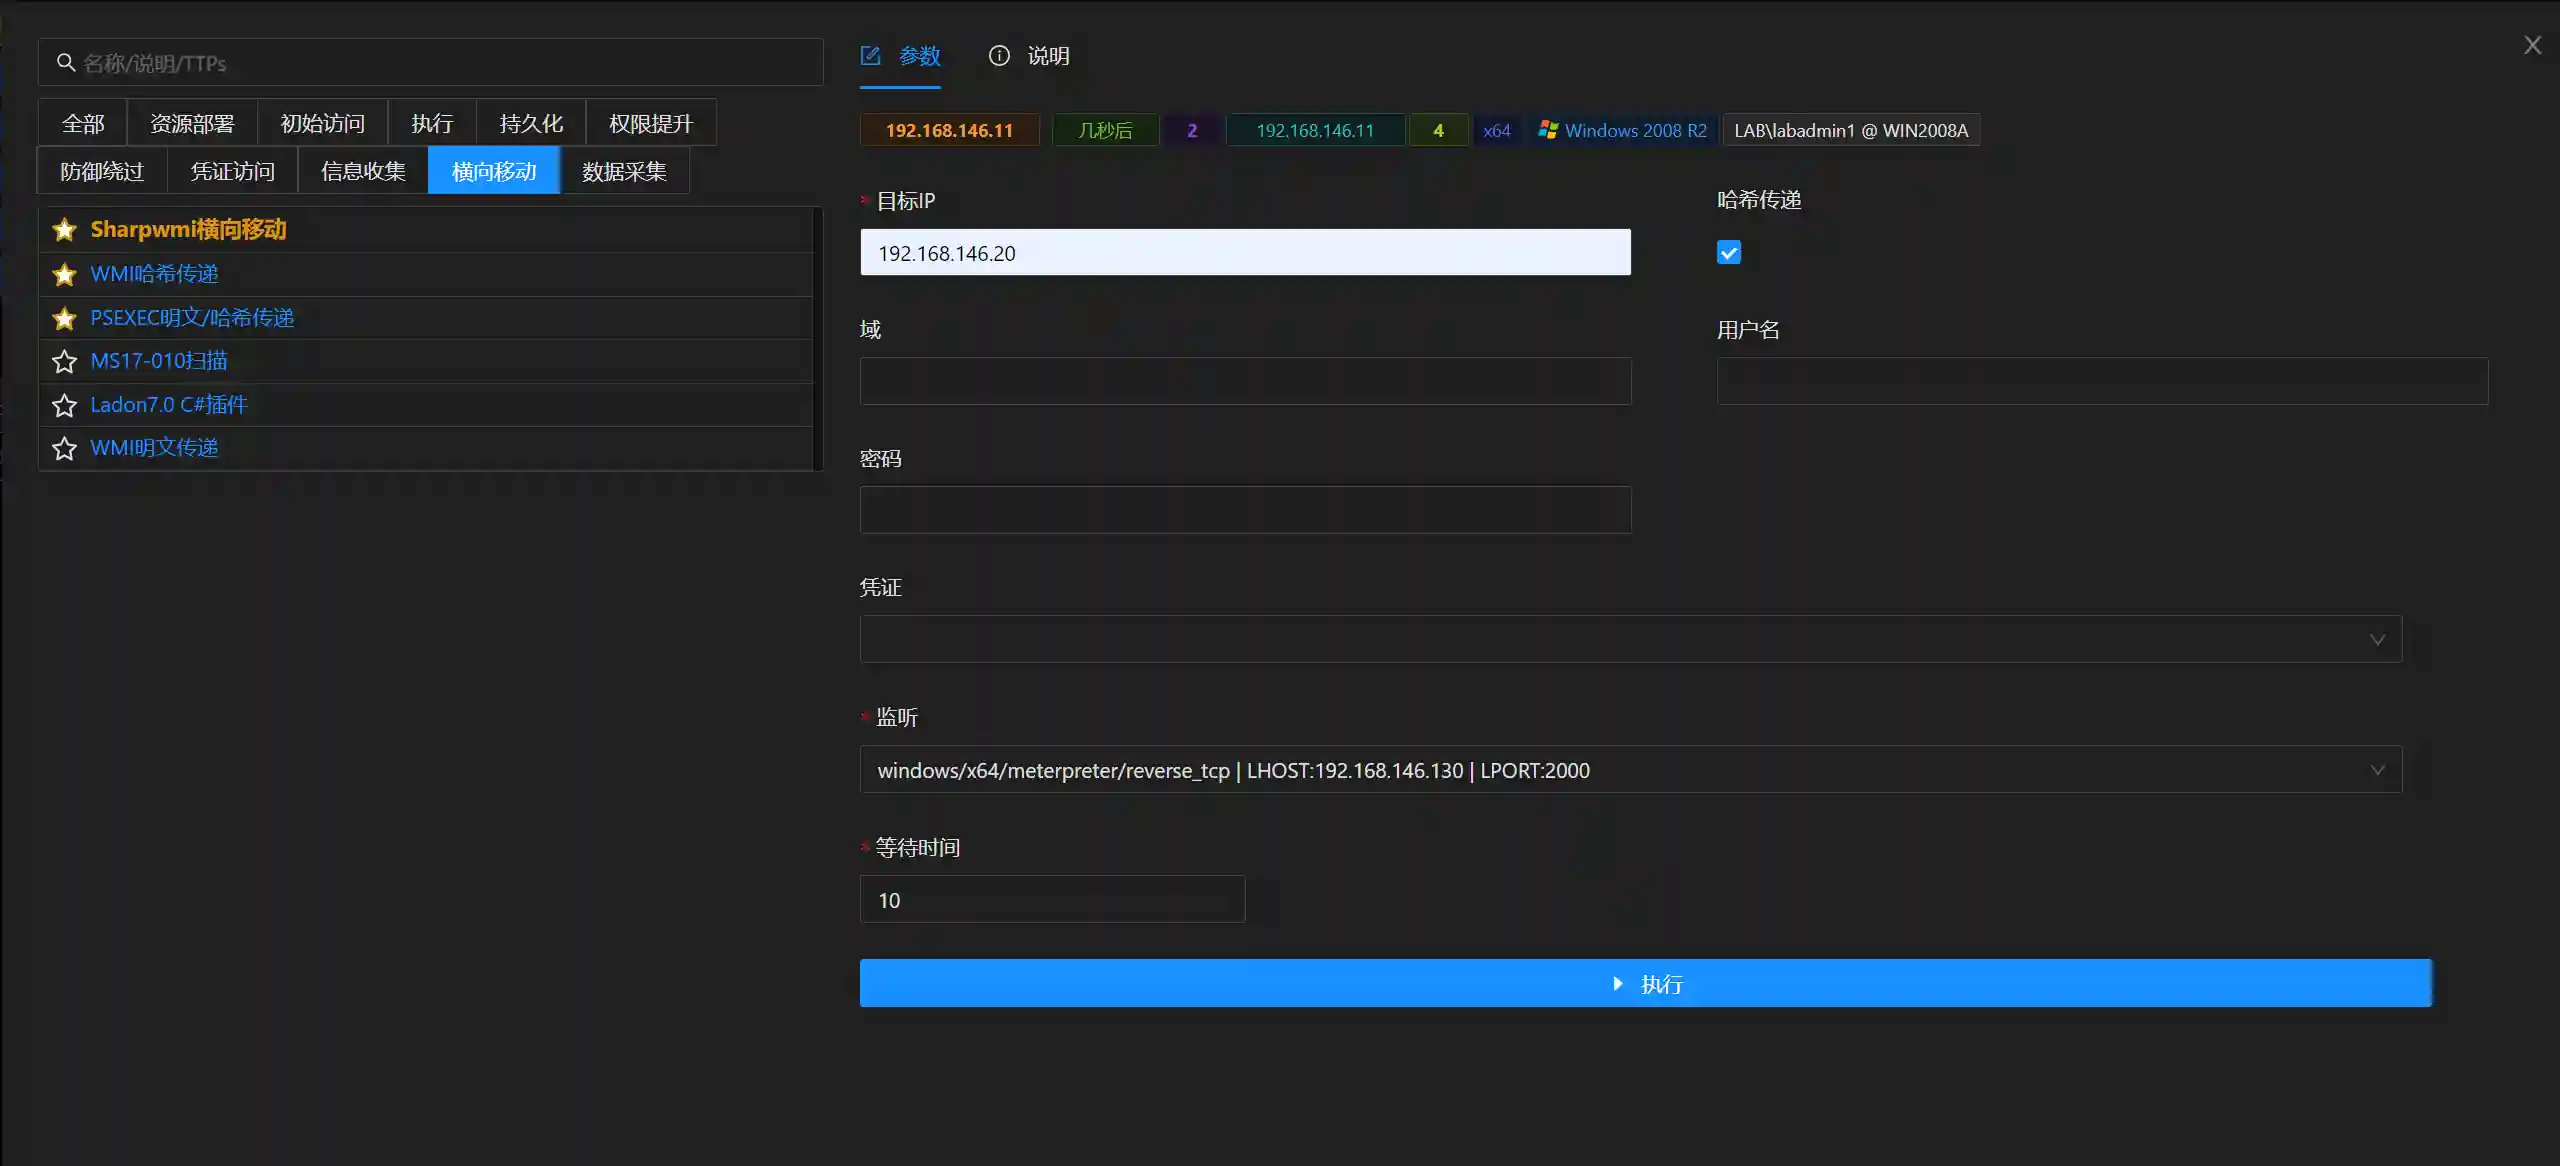 名称/说明/TTPs
全部 资源部署 初始访问 执行 持久化 权限提升
防御绕过 凭证访问 信息收集 横向移动 数据采集
Sharpwmi横向移动
WMI哈希传递
PSEXEC明文/哈希传递
MS17-010扫描
Ladon7.0 C#插件
WMI明文传递
参数 说明
192.168.146.11 几秒后 2 192.168.146.11 4 x64 Windows 2008 R2 LAB\labadmin1 @ WIN2008A
* 目标IP 哈希传递
192.168.146.20
域 用户名
密码
凭证
* 监听
windows/x64/meterpreter/reverse_tcp | LHOST:192.168.146.130 | LPORT:2000
* 等待时间
10
执行